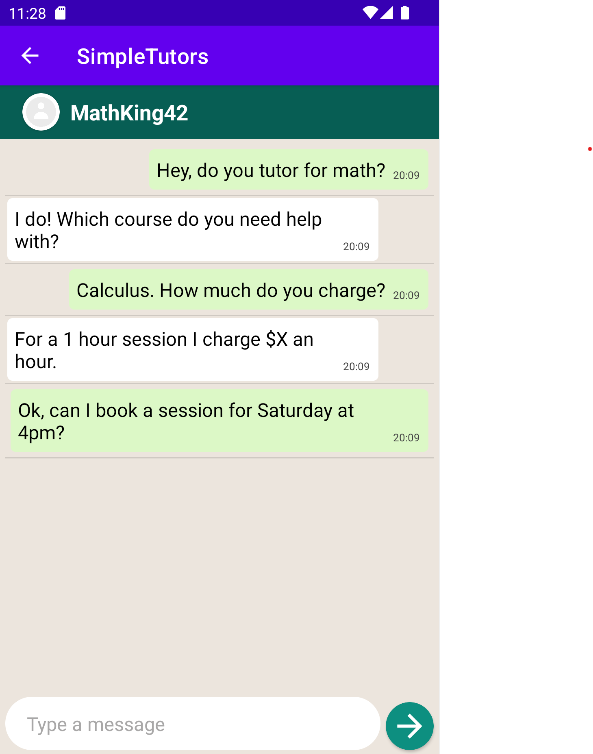 11:28
SimpleTutors
MathKing42
Hey, do you tutor for math? 20:09
I do! Which course do you need help
with? 20:09
Calculus. How much do you charge? 20:09
For a 1 hour session I charge $X an
hour. 20:09
Ok, can I book a session for Saturday at
4pm? 20:09
Type a message